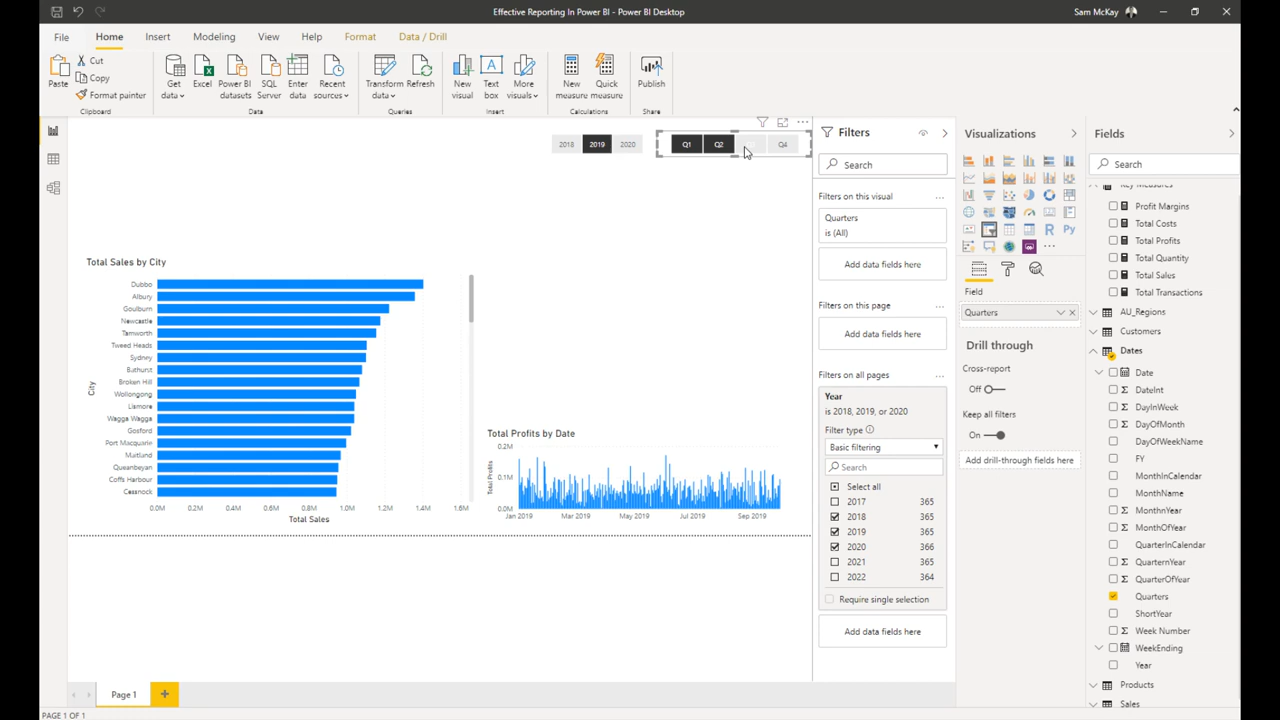 Effective Reporting In Power BI - Power BI Desktop
Sam McKay
File Home Insert Modeling View Help Format Data / Drill
Paste
Cut
Copy
Format painter
Clipboard
Get data
Excel
Power BI datasets
SQL Server
Enter data
Recent sources
Data
Transform data
Refresh
Queries
New visual
Text box
More visuals
Insert
New measure
Quick measure
Calculations
Publish
Share
2018 2019 2020
Q1 Q2 Q4
Total Sales by City
City
Dubbo
Albury
Goulburn
Newcastle
Tamworth
Tweed Heads
Sydney
Bathurst
Broken Hill
Wollongong
Lismore
Wagga Wagga
Gosford
Port Macquarie
Maitland
Queanbeyan
Coffs Harbour
Cessnock
0.0M 0.2M 0.4M 0.6M 0.8M 1.0M 1.2M 1.4M 1.6M
Total Sales
Total Profits by Date
Total Profits
0.2M
0.1M
0.0M
Jan 2019 Mar 2019 May 2019 Jul 2019 Sep 2019
Filters
Search
Filters on this visual
Quarters
is (All)
Add data fields here
Filters on this page
Add data fields here
Filters on all pages
Year
is 2018, 2019, or 2020
Filter type
Basic filtering
Search
Select all
2017 365
2018 365
2019 365
2020 366
2021 365
2022 364
Require single selection
Add data fields here
Visualizations
R Py
Field
Quarters
Drill through
Cross-report
Off
Keep all filters
On
Add drill-through fields here
Fields
Search
Key Measures
Profit Margins
Total Costs
Total Profits
Total Quantity
Total Sales
Total Transactions
AU_Regions
Customers
Dates
Date
DateInt
DayInWeek
DayOfMonth
DayOfWeekName
FY
MonthInCalendar
MonthName
MonthnYear
MonthOfYear
QuarterInCalendar
QuarternYear
QuarterOfYear
Quarters
ShortYear
Week Number
WeekEnding
Year
Products
Sales
Page 1
PAGE 1 OF 1